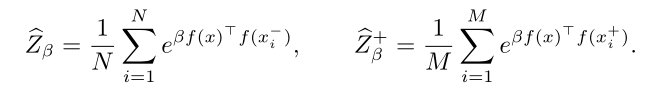 $\widehat{Z}_\beta = \frac{1}{N} \sum_{i=1}^{N} e^{\beta f(x)^\top f(x_i^-)}, \qquad \widehat{Z}_\beta^+ = \frac{1}{M} \sum_{i=1}^{M} e^{\beta f(x)^\top f(x_i^+)}.$